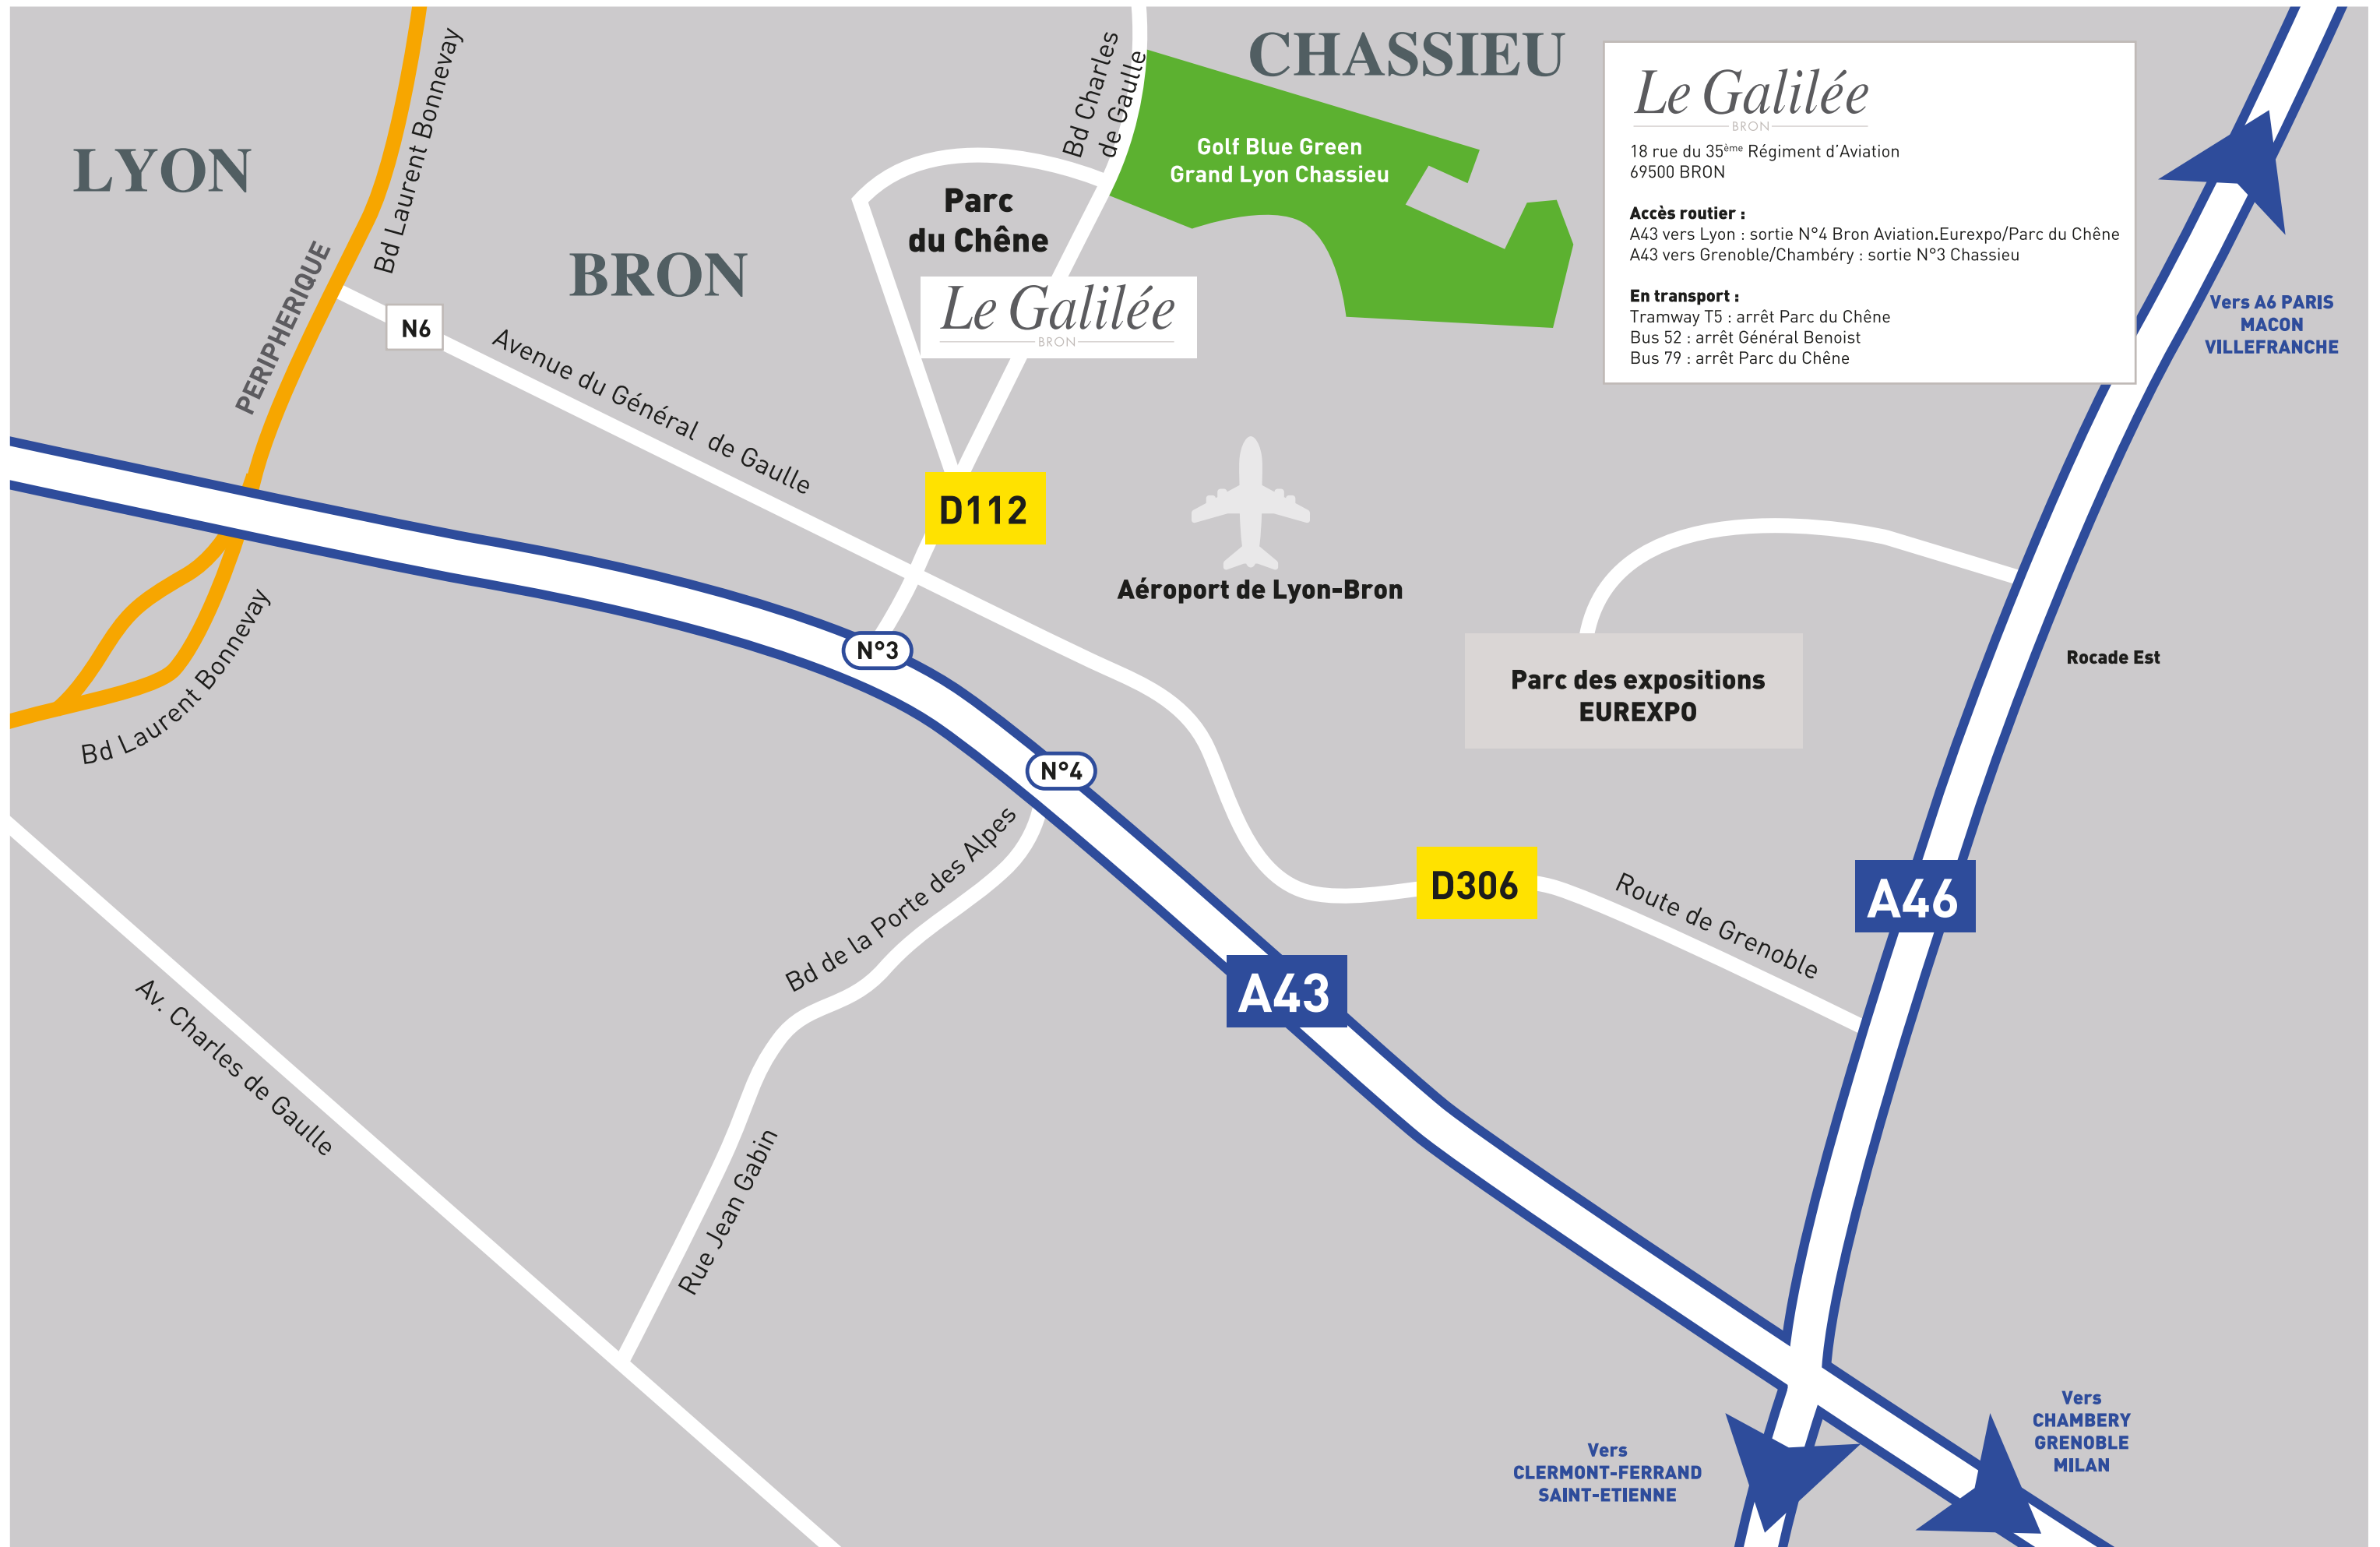 CHASSIEU
LYON
BRON
Bd Laurent Bonnevay
PERIPHERIQUE
N6
Avenue du Général de Gaulle
Bd Charles
de Gaulle
Golf Blue Green
Grand Lyon Chassieu
Parc
du Chêne
Le Galilée
BRON
Le Galilée
BRON
18 rue du 35ème Régiment d'Aviation
69500 BRON
Accès routier :
A43 vers Lyon : sortie N°4 Bron Aviation.Eurexpo/Parc du Chêne
A43 vers Grenoble/Chambéry : sortie N°3 Chassieu
En transport :
Tramway T5 : arrêt Parc du Chêne
Bus 52 : arrêt Général Benoist
Bus 79 : arrêt Parc du Chêne
Vers A6 PARIS
MACON
VILLEFRANCHE
D112
Aéroport de Lyon-Bron
N°3
Bd Laurent Bonnevay
Parc des expositions
EUREXPO
Rocade Est
N°4
Bd de la Porte des Alpes
D306
Route de Grenoble
A46
A43
Av. Charles de Gaulle
Rue Jean Gabin
Vers
CLERMONT-FERRAND
SAINT-ETIENNE
Vers
CHAMBERY
GRENOBLE
MILAN